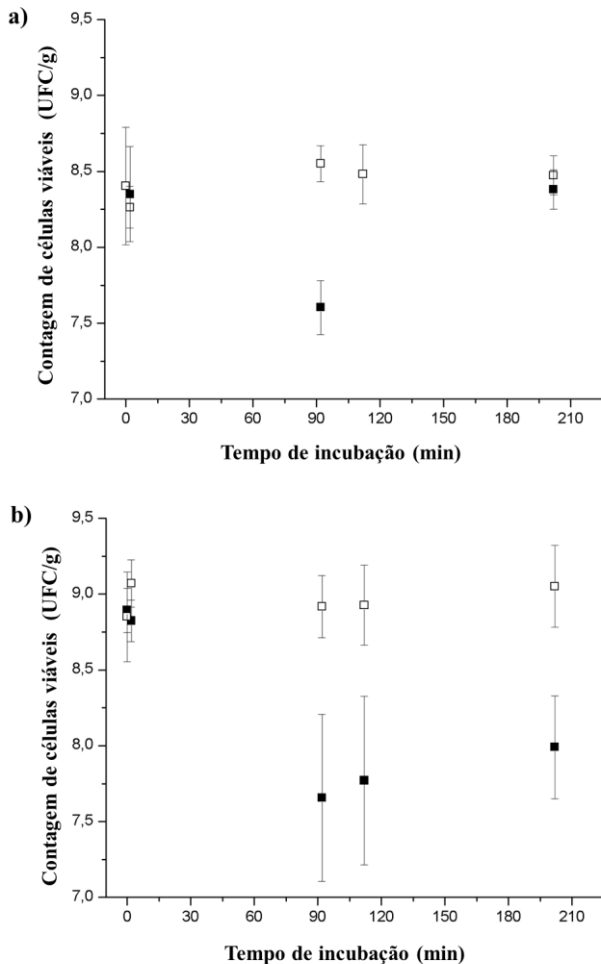 a)
Contagem de células viáveis (UFC/g)
9,5
9,0
8,5
8,0
7,5
7,0
0 30 60 90 120 150 180 210
Tempo de incubação (min)
b)
Contagem de células viáveis (UFC/g)
9,5
9,0
8,5
8,0
7,5
7,0
0 30 60 90 120 150 180 210
Tempo de incubação (min)